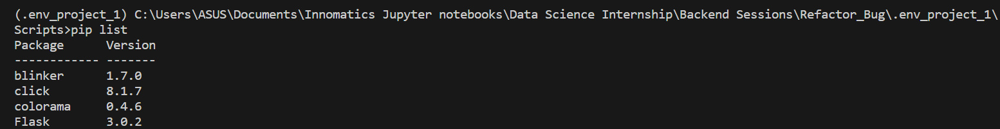 (.env_project_1) C:\Users\ASUS\Documents\Innomatics Jupyter notebooks\Data Science Internship\Backend Sessions\Refactor_Bug\.env_project_1\
Scripts>pip list
Package      Version
------------ -------
blinker      1.7.0
click        8.1.7
colorama     0.4.6
Flask        3.0.2